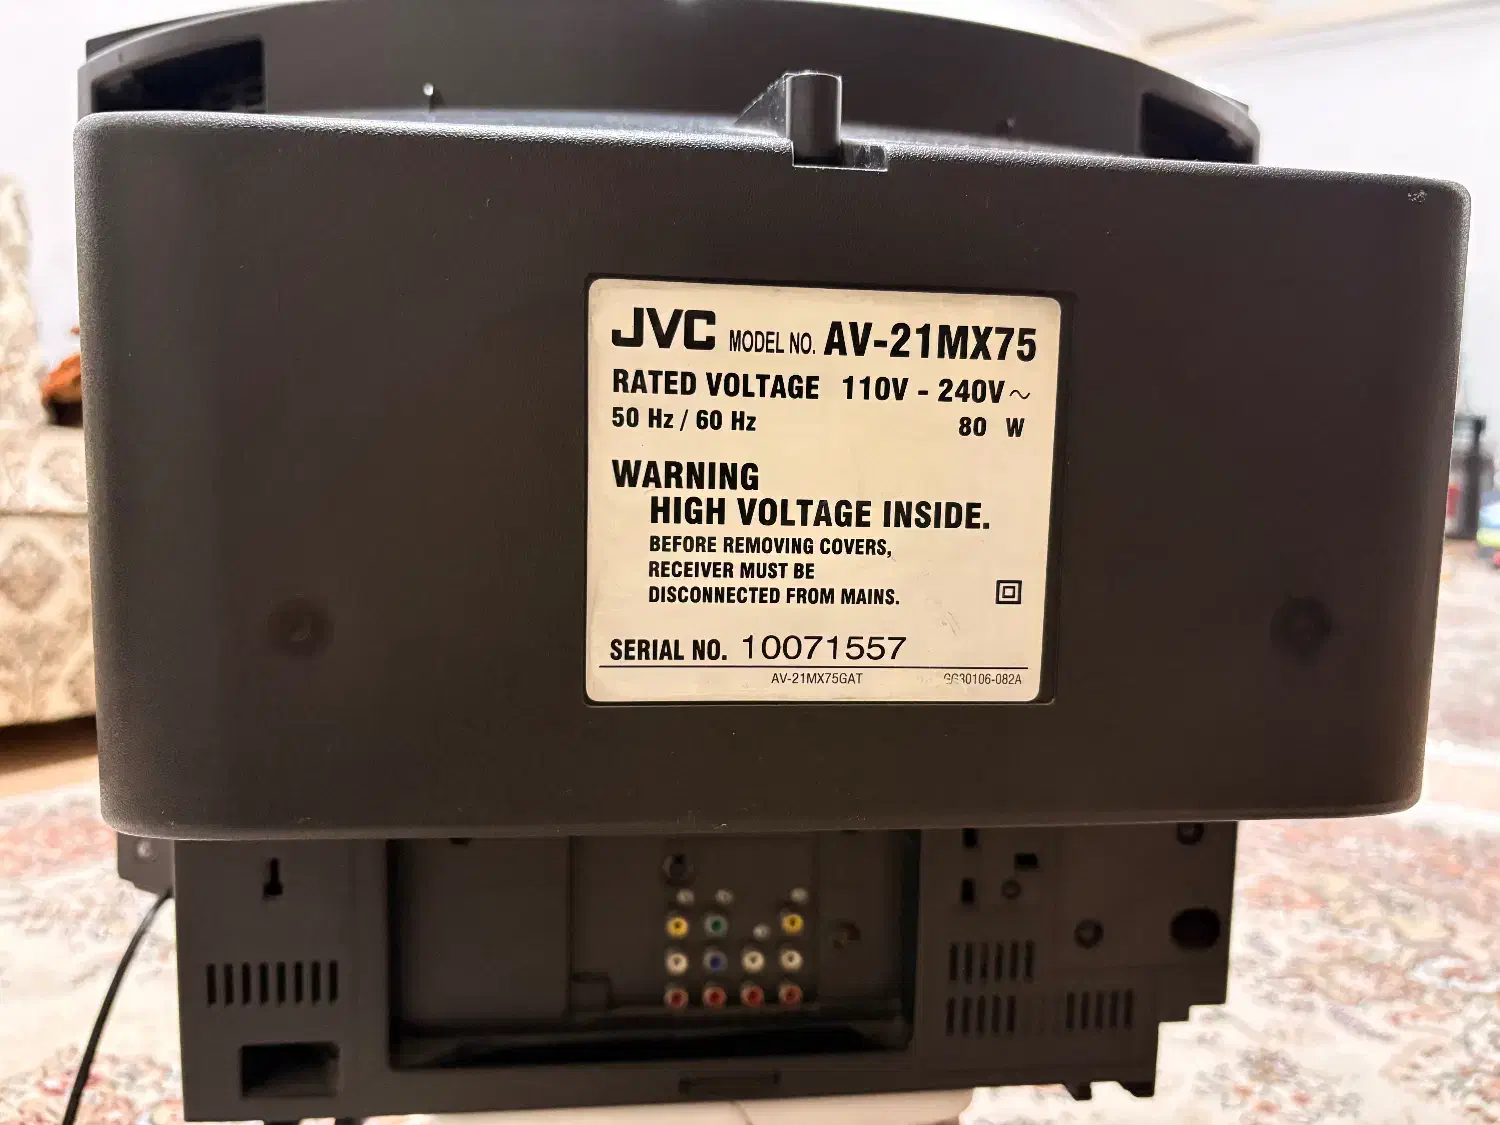 JVC MODEL NO. AV-21MX75
RATED VOLTAGE 110V - 240V~
50 Hz / 60 Hz 80 W
WARNING
HIGH VOLTAGE INSIDE.
BEFORE REMOVING COVERS,
RECEIVER MUST BE
DISCONNECTED FROM MAINS.
SERIAL NO. 10071557
AV-21MX75GAT